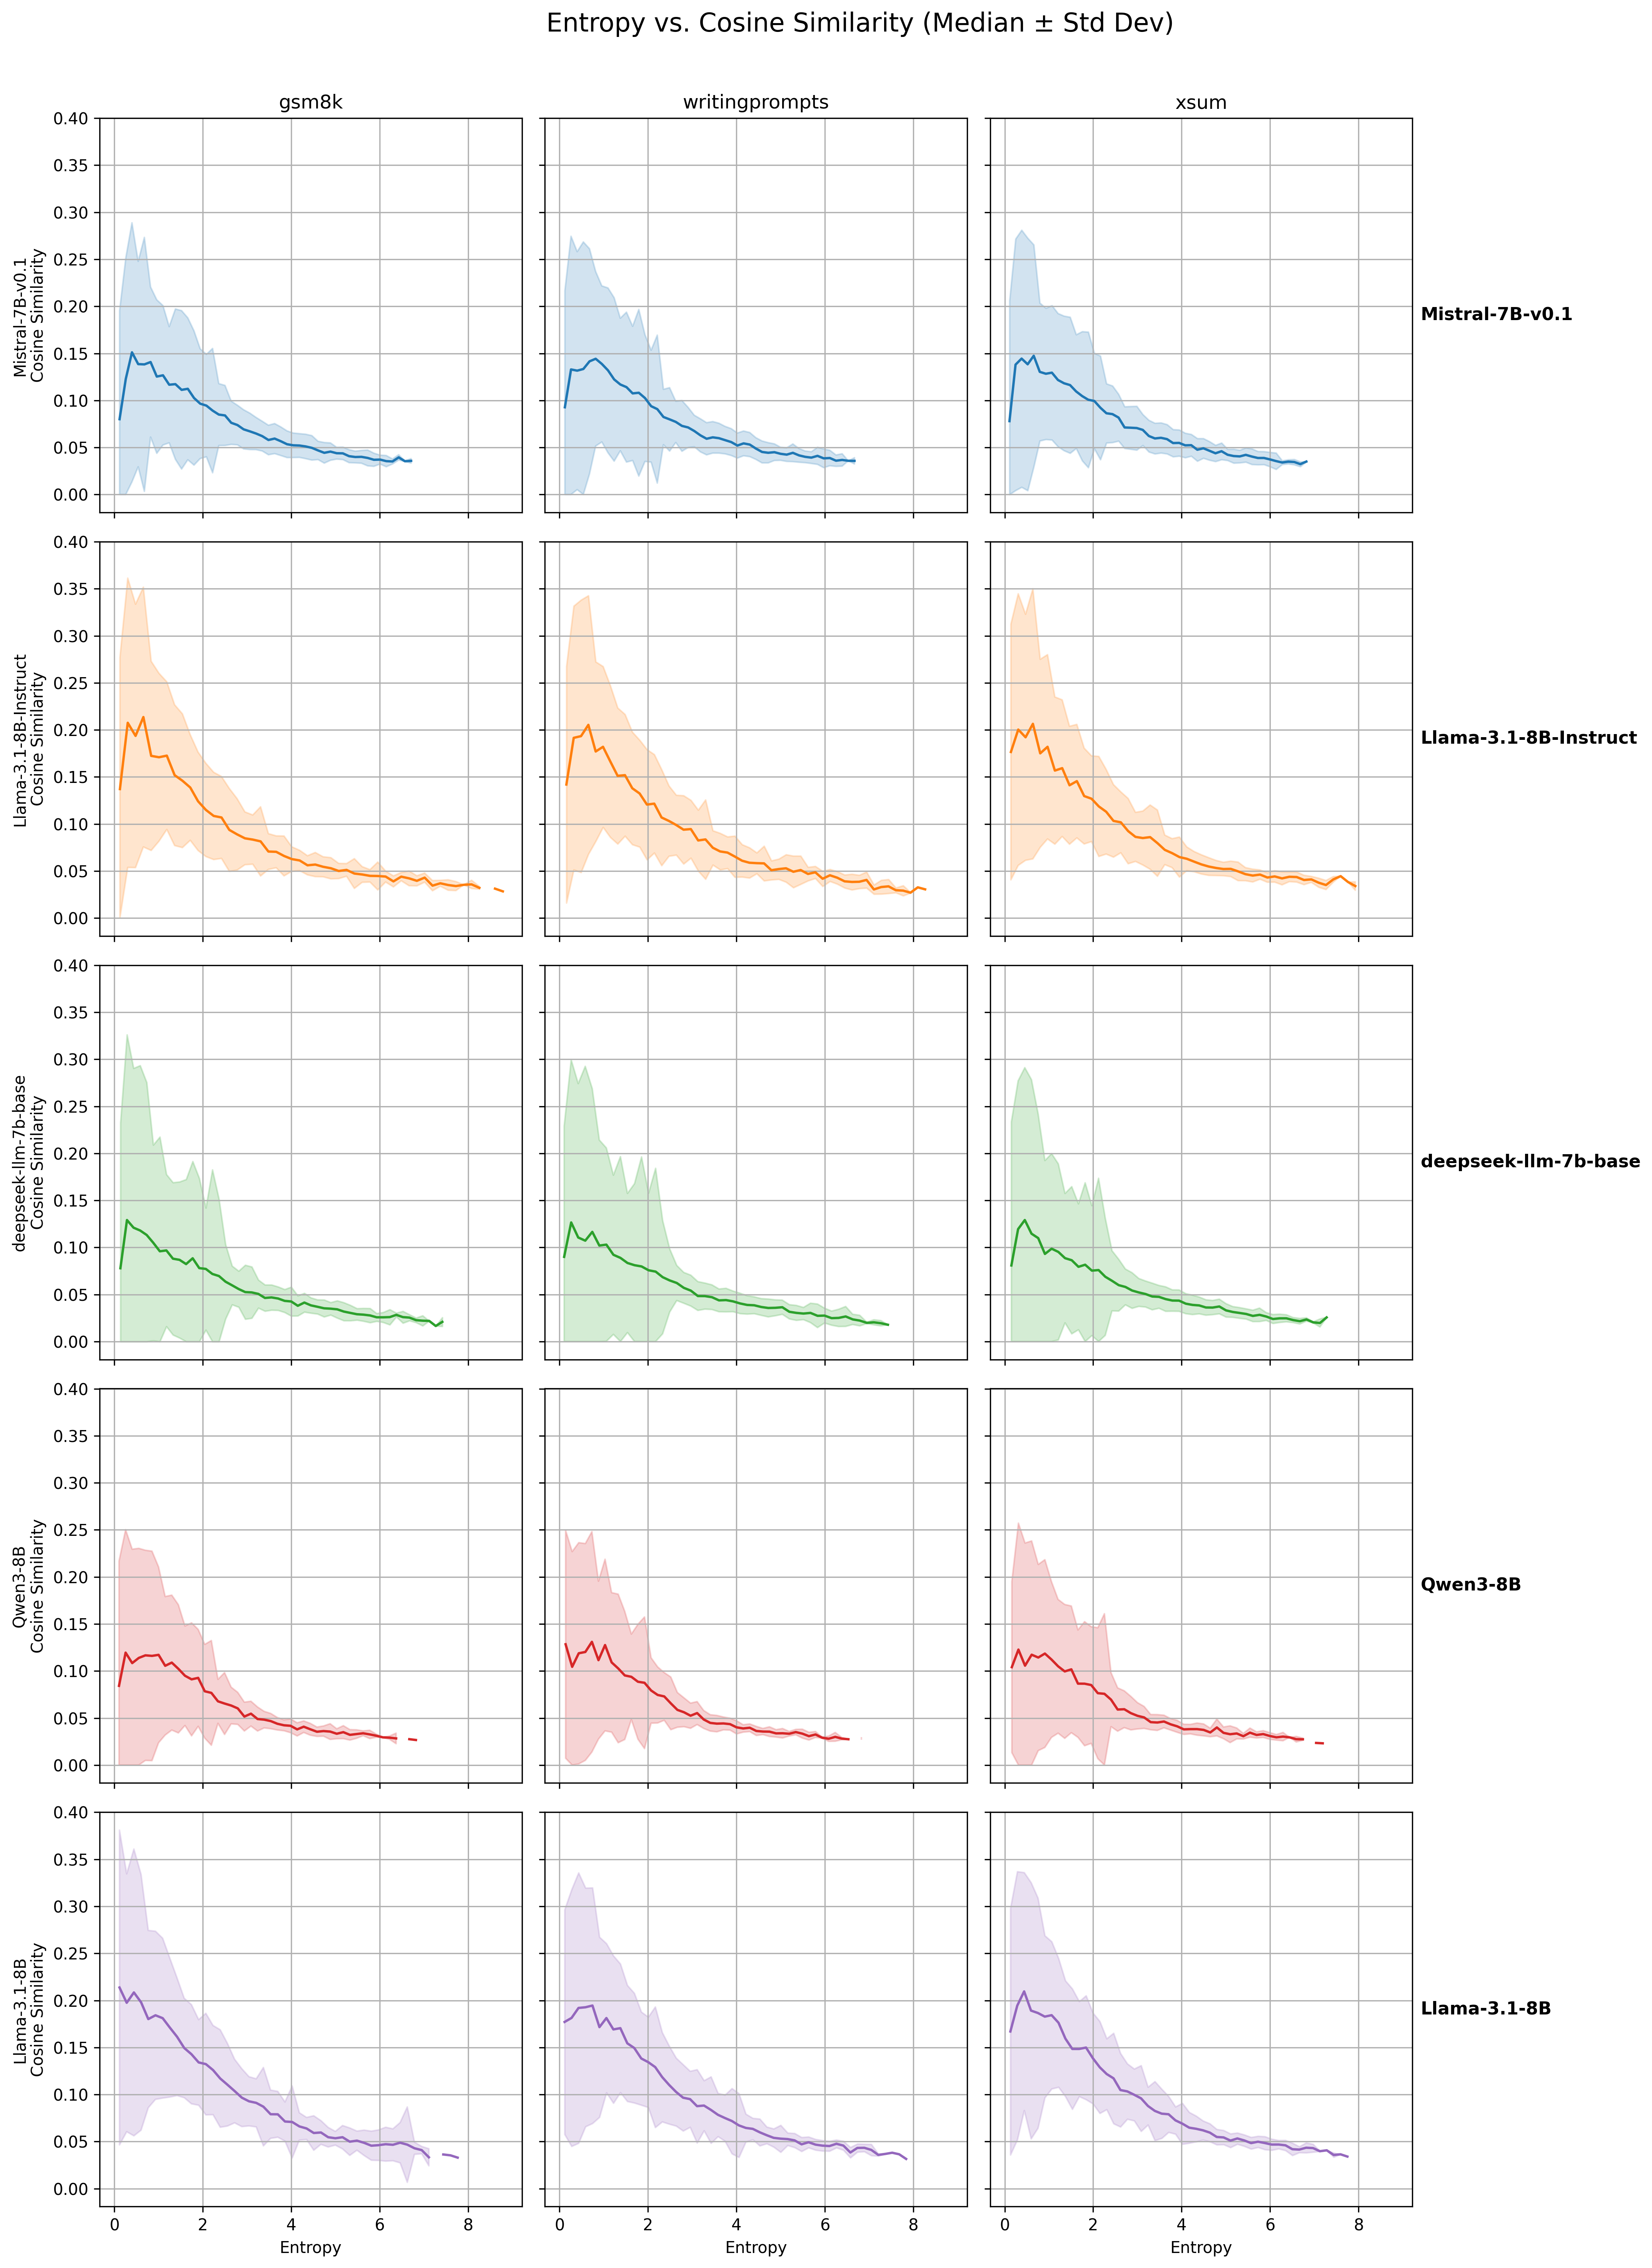 Entropy vs. Cosine Similarity (Median ± Std Dev)
gsm8k
writingprompts
xsum
Mistral-7B-v0.1
Cosine Similarity
0.40
0.35
0.30
0.25
0.20
0.15
0.10
0.05
0.00
Mistral-7B-v0.1
Llama-3.1-8B-Instruct
Cosine Similarity
0.40
0.35
0.30
0.25
0.20
0.15
0.10
0.05
0.00
Llama-3.1-8B-Instruct
deepseek-llm-7b-base
Cosine Similarity
0.40
0.35
0.30
0.25
0.20
0.15
0.10
0.05
0.00
deepseek-llm-7b-base
Qwen3-8B
Cosine Similarity
0.40
0.35
0.30
0.25
0.20
0.15
0.10
0.05
0.00
Qwen3-8B
Llama-3.1-8B
Cosine Similarity
0.40
0.35
0.30
0.25
0.20
0.15
0.10
0.05
0.00
Llama-3.1-8B
0 2 4 6 8
0 2 4 6 8
0 2 4 6 8
Entropy
Entropy
Entropy